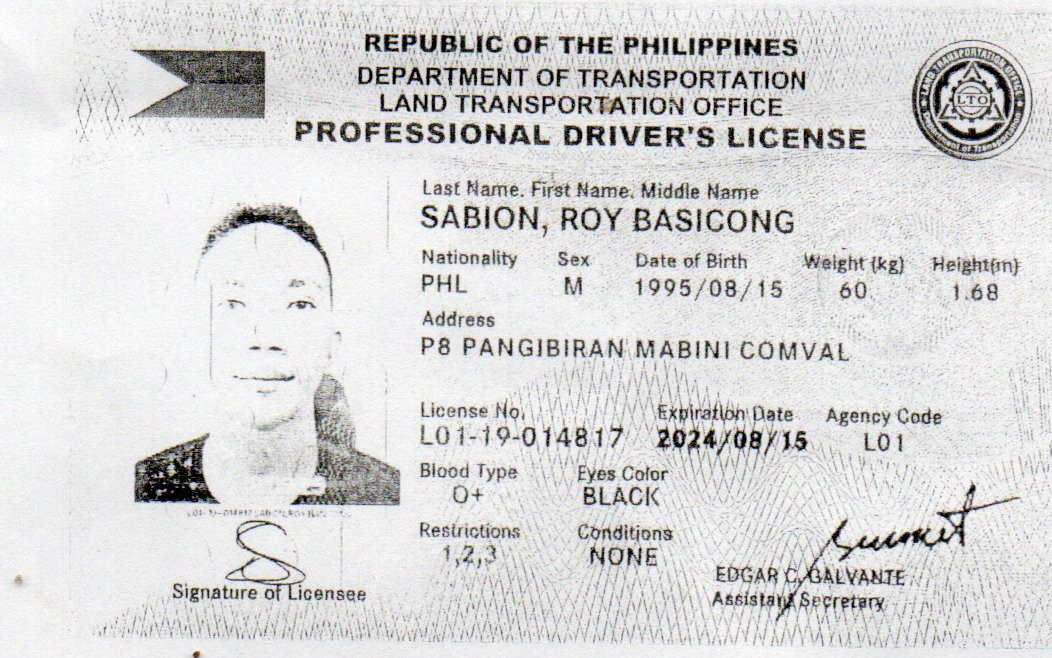 REPUBLIC OF THE PHILIPPINES
DEPARTMENT OF TRANSPORTATION
LAND TRANSPORTATION OFFICE
PROFESSIONAL DRIVER'S LICENSE
LAND TRANSPORTATION OFFICE
LTO
Department of Transportation
Last Name, First Name, Middle Name
SABION, ROY BASICONG
Nationality Sex Date of Birth Weight (kg) Height(m)
PHL M 1995/08/15 60 1.68
Address
P8 PANGIBIRAN MABINI COMVAL
License No. Expiration Date Agency Code
L01-19-014817 2024/08/15 L01
Blood Type Eyes Color
O+ BLACK
Restrictions Conditions
1,2,3 NONE
Signature of Licensee
EDGAR C. GALVANTE
Assistant Secretary